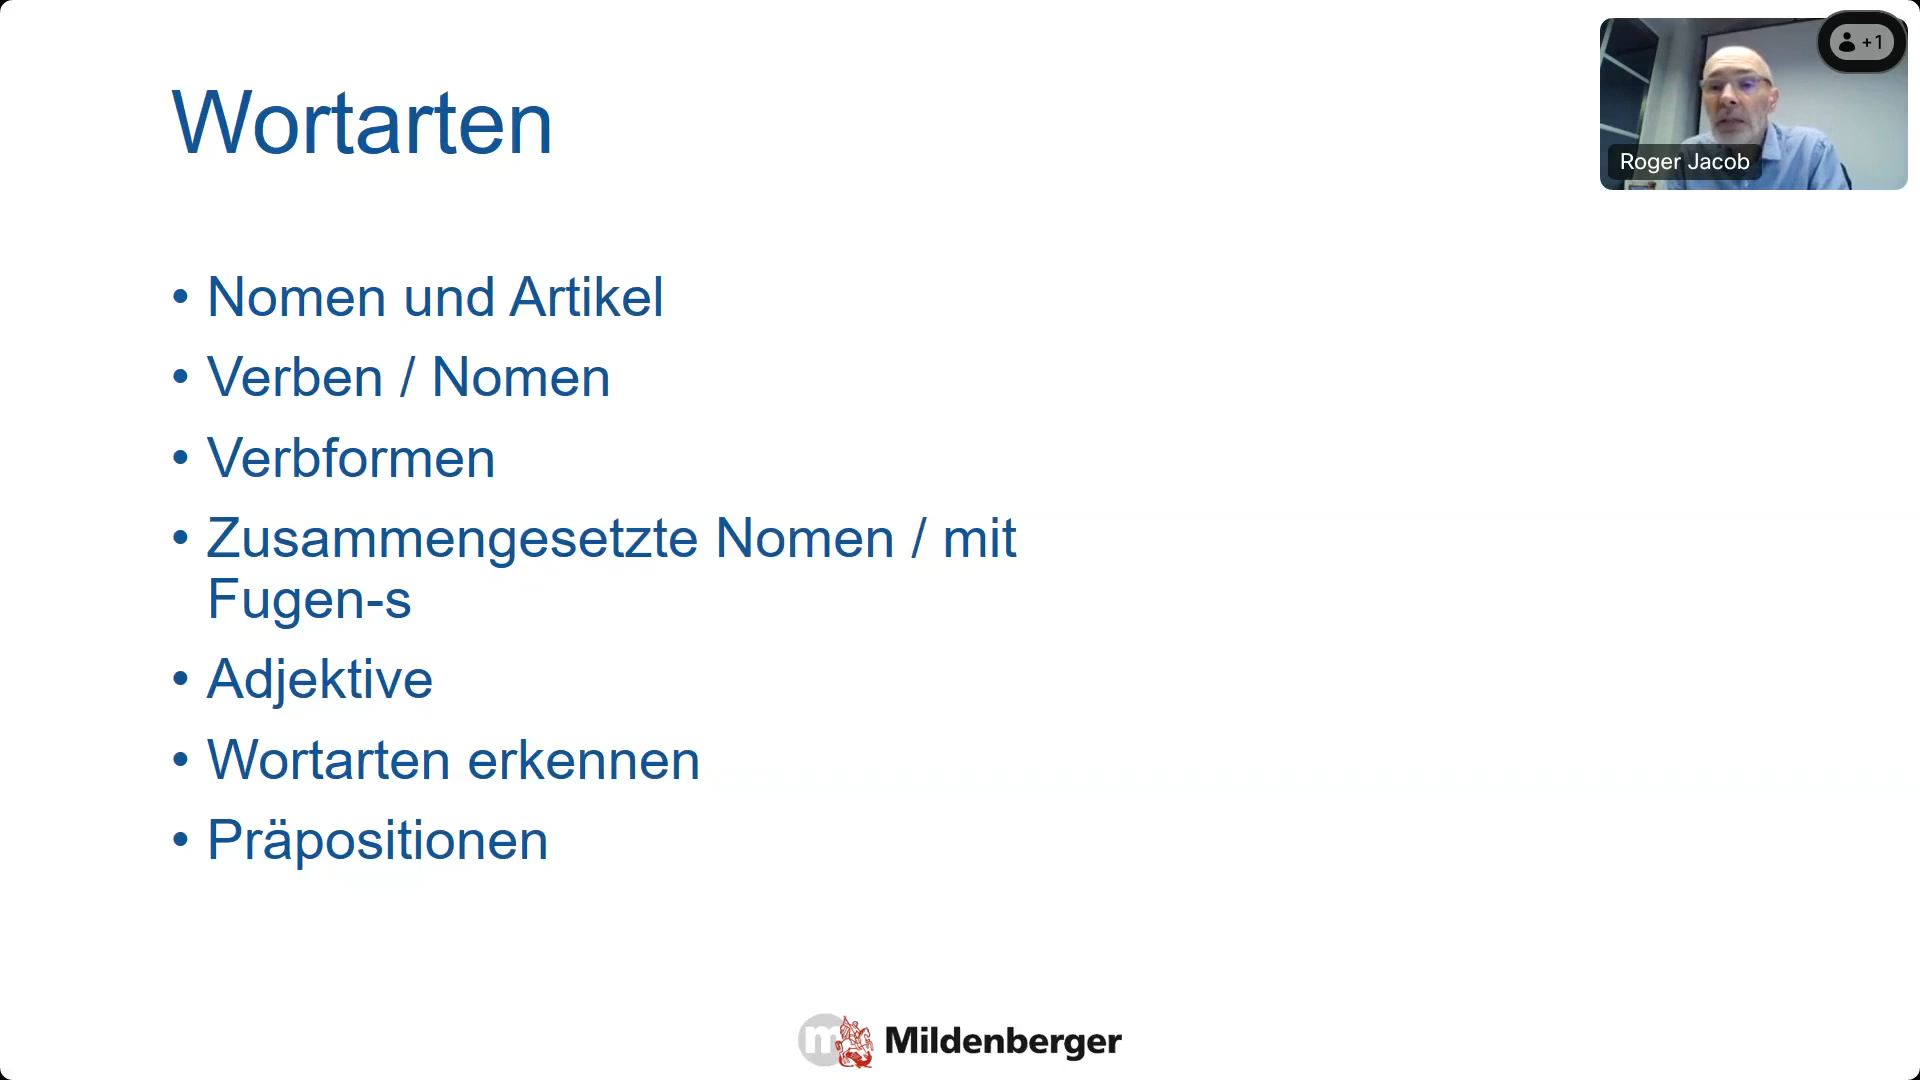 Wortarten
+1
Roger Jacob
• Nomen und Artikel
• Verben / Nomen
• Verbformen
• Zusammengesetzte Nomen / mit
Fugen-s
• Adjektive
• Wortarten erkennen
• Präpositionen
m Mildenberger